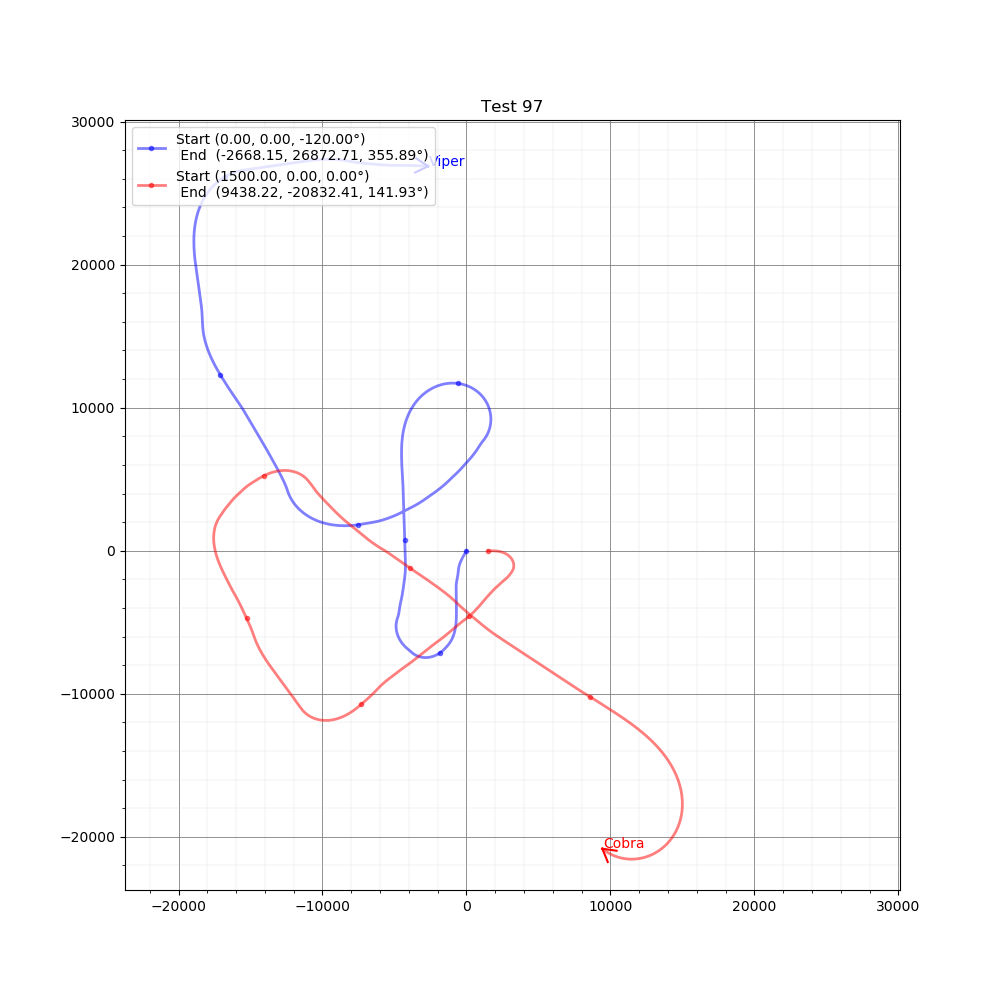 Test 97
30000
20000
10000
0
−10000
−20000
Start (0.00, 0.00, -120.00°)
End (-2668.15, 26872.71, 355.89°)
Start (1500.00, 0.00, 0.00°)
End (9438.22, -20832.41, 141.93°)
Viper
Cobra
−20000
−10000
0
10000
20000
30000